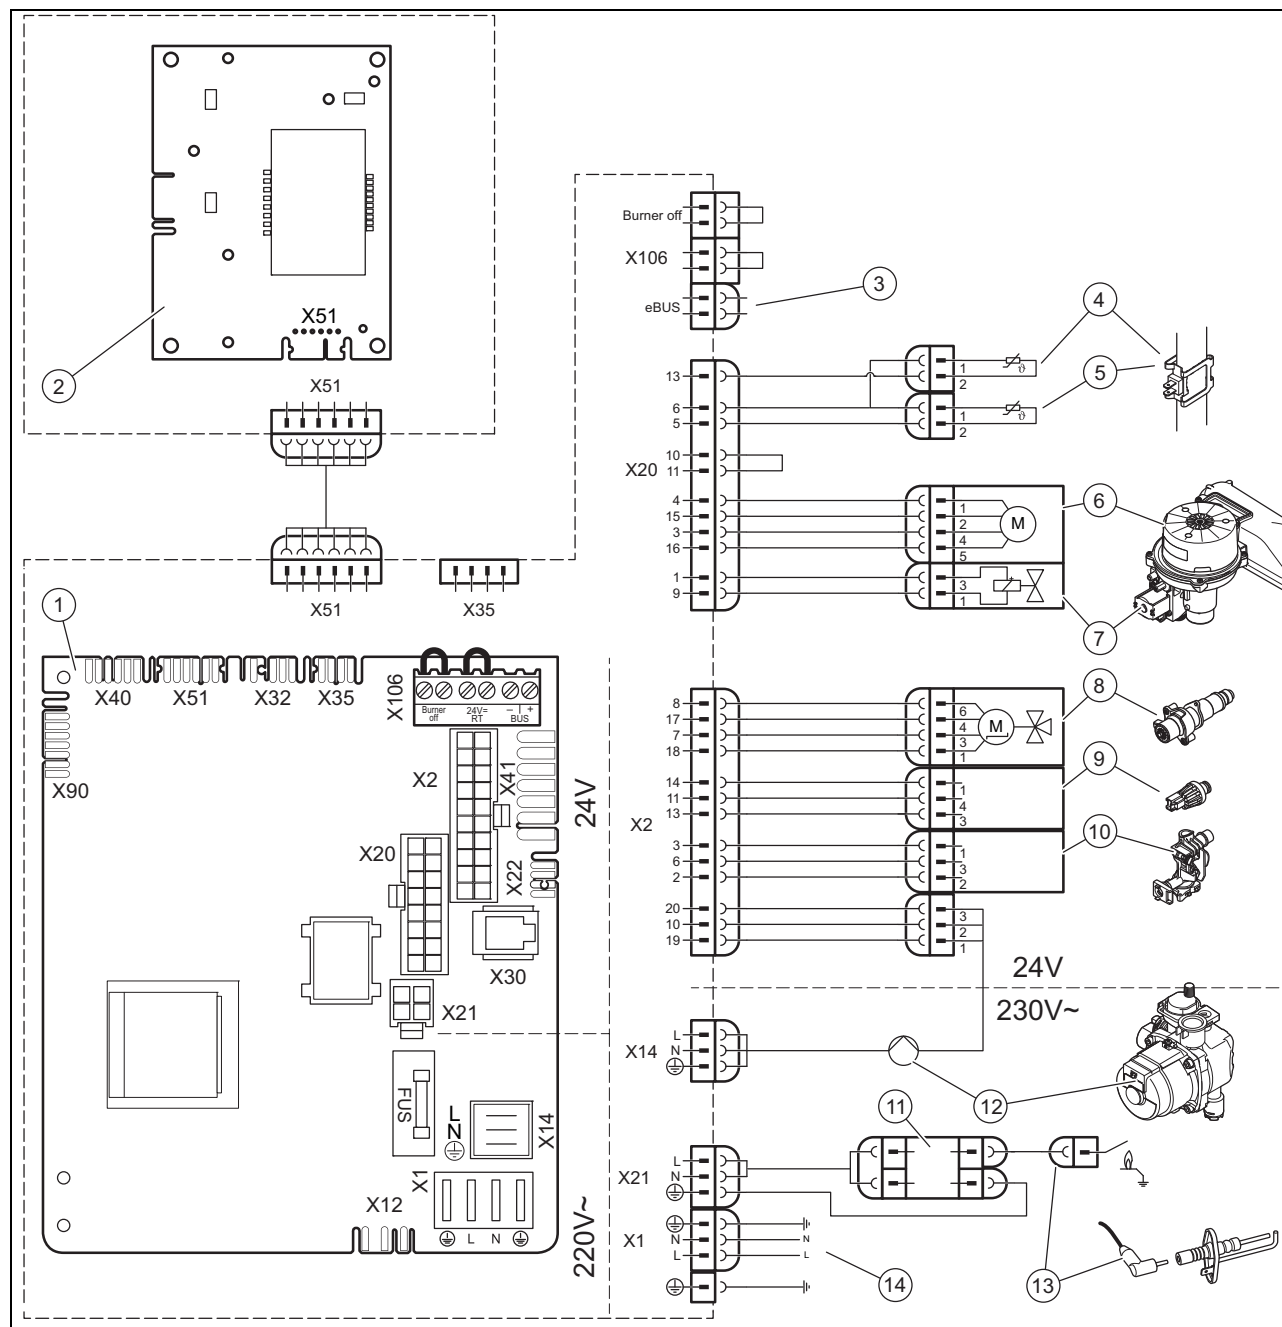 X51
2
X51
X51
X35
1
X40 X51 X32 X35
X106
Burner off
24V= RT
– | +
BUS
X90
X2
X41
X20
X22
X30
X21
24V
FUS
L
N
X14
X1
X12
L N
220V~
Burner off
X106
eBUS
3
13
6
5
10
11
X20
4
15
3
16
1
9
1
2
ϑ
4
1
2
ϑ
5
1
2
4
5
M
6
3
1
7
8
17
7
18
14
11
13
X2
3
6
2
20
10
19
6
4
3
1
M
8
1
4
3
9
1
3
2
10
3
2
1
24V
230V~
X14
L
N
12
11
X21
L
N
13
X1
N
L
N
L
14